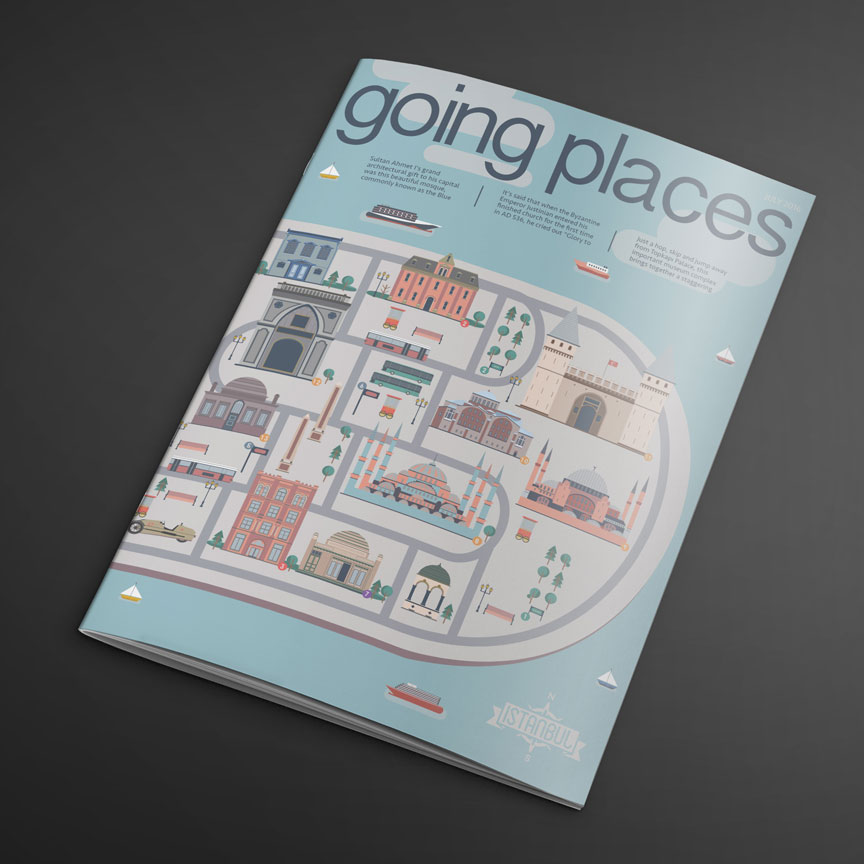 going places
JULY 2016
Sultan Ahmet I's grand
architectural gift to his capital
was this beautiful mosque,
commonly known as the Blue
It's said that when the Byzantine
Emperor Justinian entered his
finished church for the first time
in AD 536, he cried out "Glory to
Just a hop, skip and jump away
from Topkapı Palace, this
important museum complex
brings together a staggering
N
ISTANBUL
S